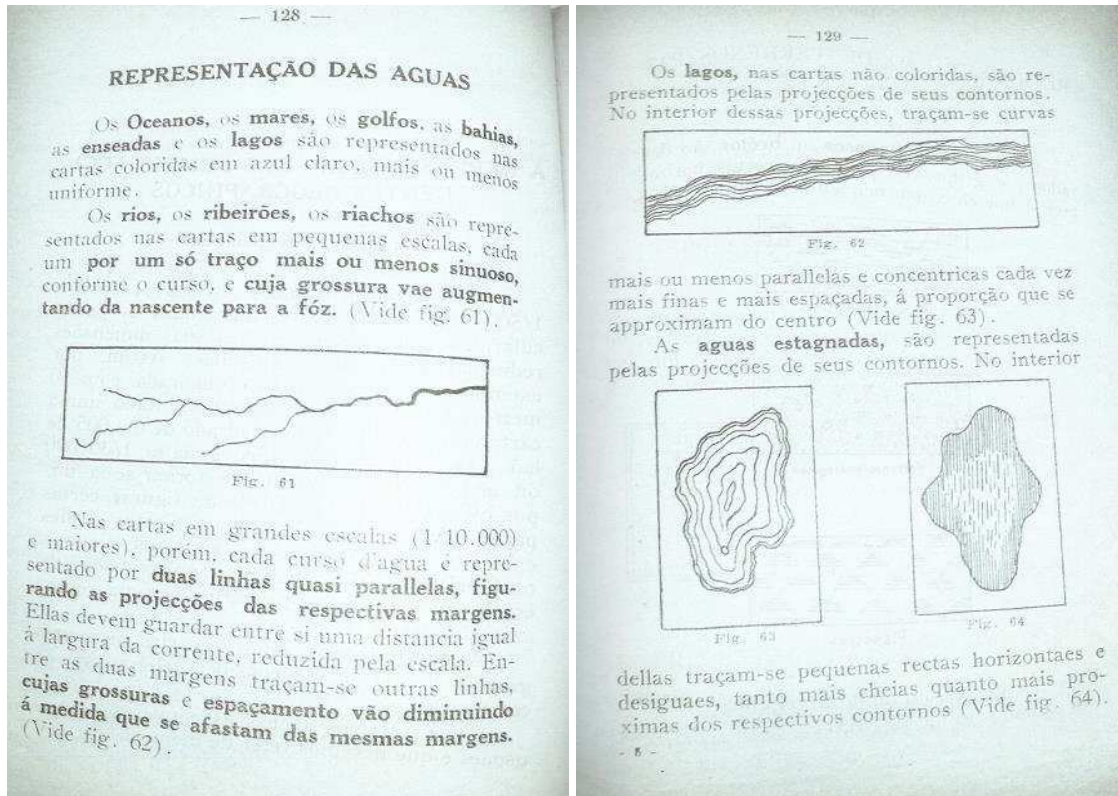 — 128 —
REPRESENTAÇÃO DAS AGUAS
Os Oceanos, os mares, os golfos, as bahias,
as enseadas e os lagos são representados nas
cartas coloridas em azul claro, mais ou menos
uniforme.
Os rios, os ribeirões, os riachos são repre-
sentados nas cartas em pequenas escalas, cada
um por um só traço mais ou menos sinuoso,
conforme o curso, e cuja grossura vae augmen-
tando da nascente para a fóz. (Vide fig. 61).
Fig. 61
Nas cartas em grandes escalas (1/10.000)
e maiores), porém, cada curso d'agua e repre-
sentado por duas linhas quasi parallelas, figu-
rando as projecções das respectivas margens.
Ellas devem guardar entre si uma distancia igual
á largura da corrente, reduzida pela escala. En-
tre as duas margens traçam-se outras linhas,
cujas grossuras e espaçamento vão diminuindo
á medida que se afastam das mesmas margens.
(Vide fig. 62).
— 129 —
Os lagos, nas cartas não coloridas, são re-
presentados pelas projecções de seus contornos.
No interior dessas projecções, traçam-se curvas
Fig. 62
mais ou menos parallelas e concentricas cada vez
mais finas e mais espaçadas, á proporção que se
approximam do centro (Vide fig. 63).
As aguas estagnadas, são representadas
pelas projecções de seus contornos. No interior
Fig. 63
Fig. 64
dellas traçam-se pequenas rectas horizontaes e
desiguaes, tanto mais cheias quanto mais pro-
ximas dos respectivos contornos (Vide fig. 64).